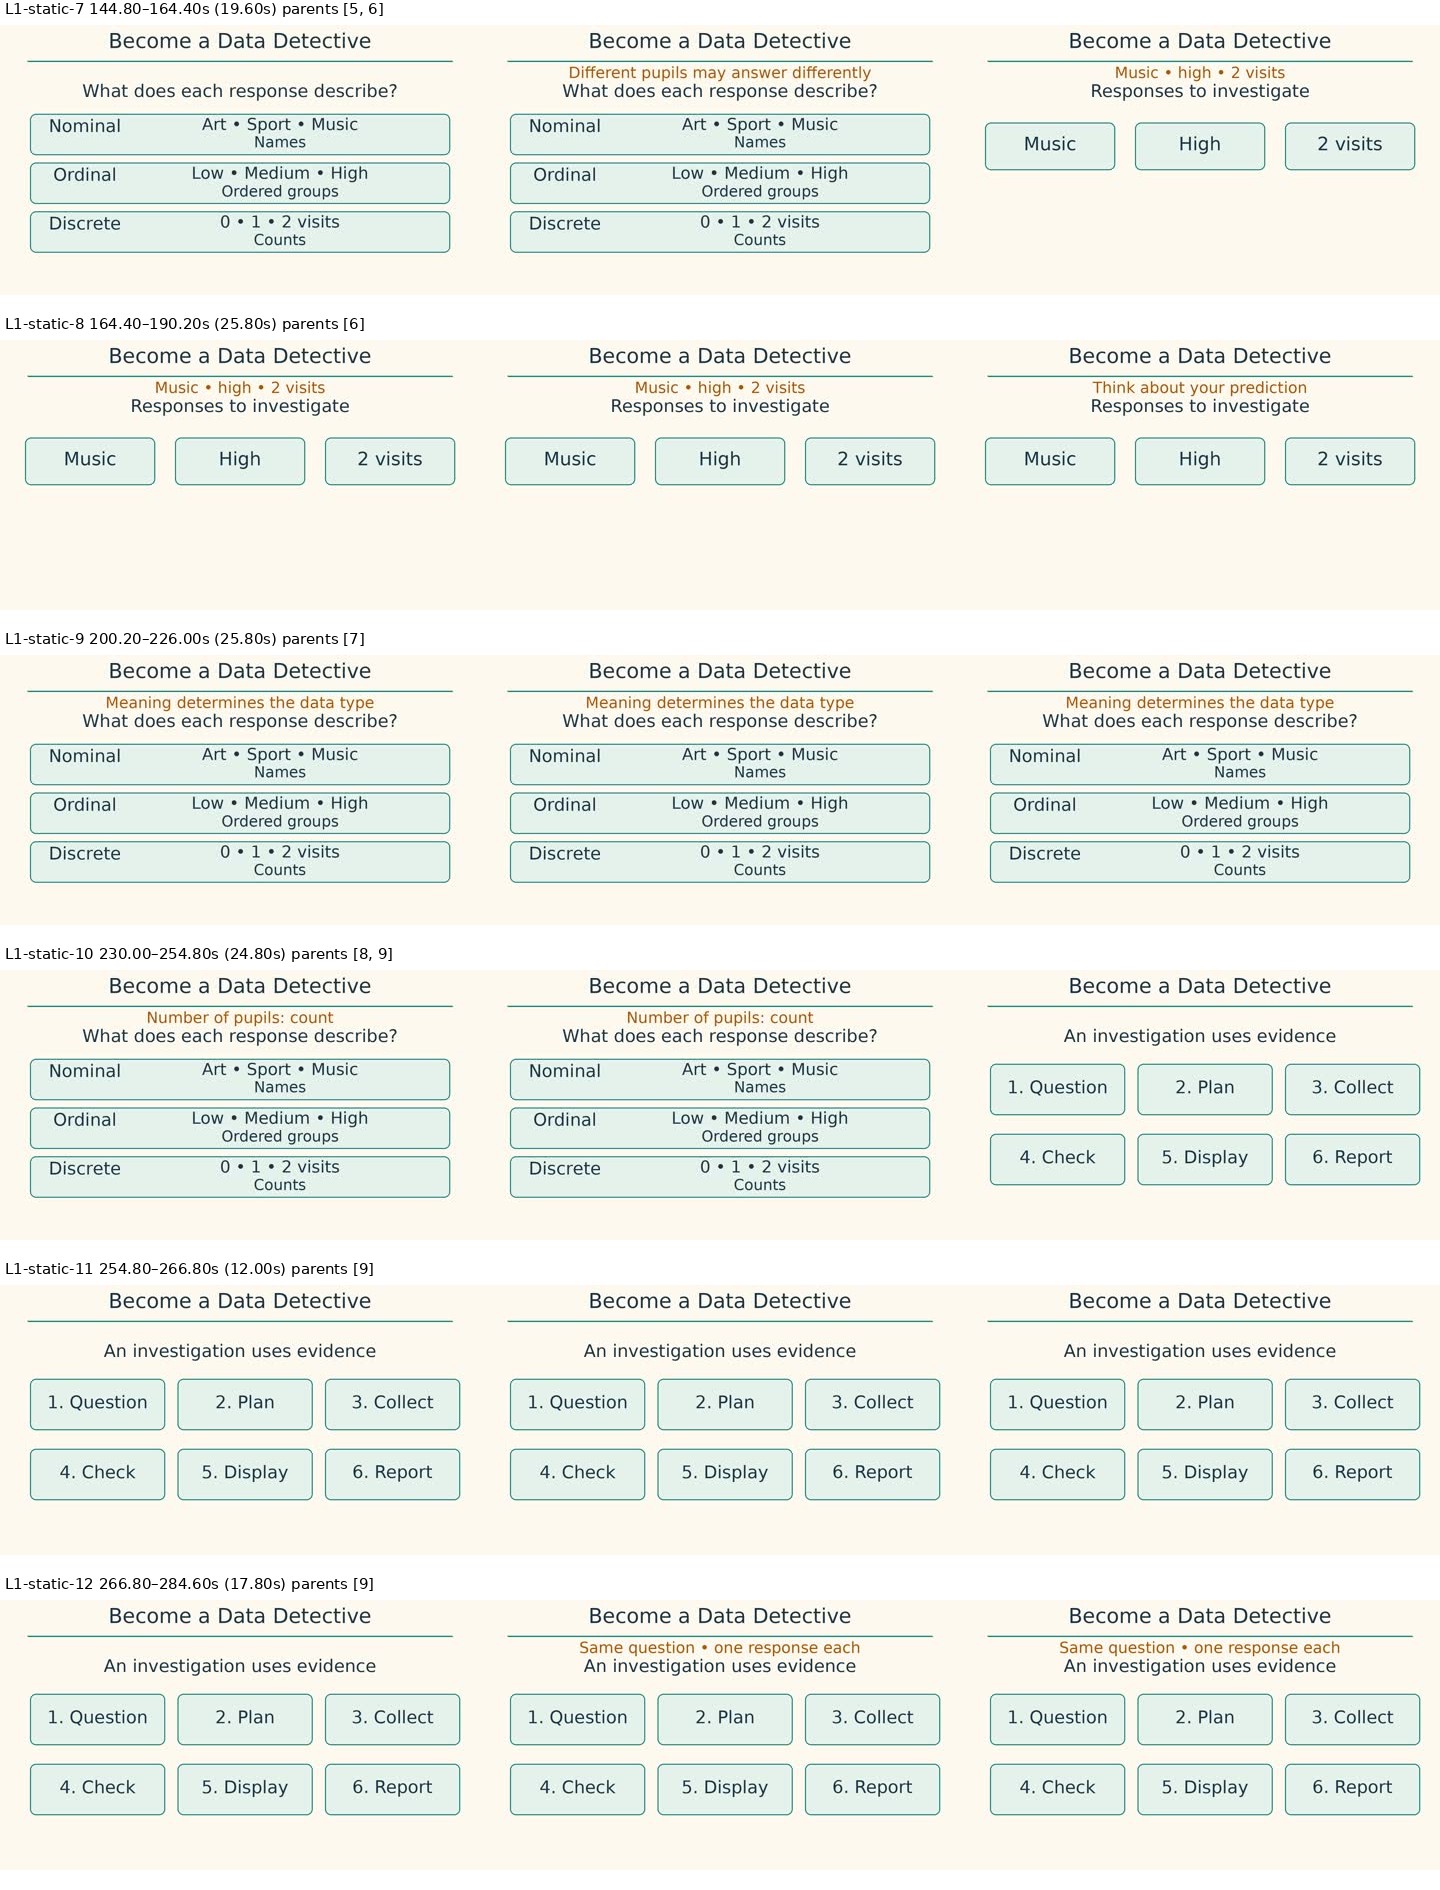 L1-static-7 144.80–164.40s (19.60s) parents [5, 6]
Become a Data Detective
What does each response describe?
Nominal Art • Sport • Music
Names
Ordinal Low • Medium • High
Ordered groups
Discrete 0 • 1 • 2 visits
Counts
Become a Data Detective
Different pupils may answer differently
What does each response describe?
Nominal Art • Sport • Music
Names
Ordinal Low • Medium • High
Ordered groups
Discrete 0 • 1 • 2 visits
Counts
Become a Data Detective
Music • high • 2 visits
Responses to investigate
Music High 2 visits
L1-static-8 164.40–190.20s (25.80s) parents [6]
Become a Data Detective
Music • high • 2 visits
Responses to investigate
Music High 2 visits
Become a Data Detective
Music • high • 2 visits
Responses to investigate
Music High 2 visits
Become a Data Detective
Think about your prediction
Responses to investigate
Music High 2 visits
L1-static-9 200.20–226.00s (25.80s) parents [7]
Become a Data Detective
Meaning determines the data type
What does each response describe?
Nominal Art • Sport • Music
Names
Ordinal Low • Medium • High
Ordered groups
Discrete 0 • 1 • 2 visits
Counts
Become a Data Detective
Meaning determines the data type
What does each response describe?
Nominal Art • Sport • Music
Names
Ordinal Low • Medium • High
Ordered groups
Discrete 0 • 1 • 2 visits
Counts
Become a Data Detective
Meaning determines the data type
What does each response describe?
Nominal Art • Sport • Music
Names
Ordinal Low • Medium • High
Ordered groups
Discrete 0 • 1 • 2 visits
Counts
L1-static-10 230.00–254.80s (24.80s) parents [8, 9]
Become a Data Detective
Number of pupils: count
What does each response describe?
Nominal Art • Sport • Music
Names
Ordinal Low • Medium • High
Ordered groups
Discrete 0 • 1 • 2 visits
Counts
Become a Data Detective
Number of pupils: count
What does each response describe?
Nominal Art • Sport • Music
Names
Ordinal Low • Medium • High
Ordered groups
Discrete 0 • 1 • 2 visits
Counts
Become a Data Detective
An investigation uses evidence
1. Question 2. Plan 3. Collect
4. Check 5. Display 6. Report
L1-static-11 254.80–266.80s (12.00s) parents [9]
Become a Data Detective
An investigation uses evidence
1. Question 2. Plan 3. Collect
4. Check 5. Display 6. Report
Become a Data Detective
An investigation uses evidence
1. Question 2. Plan 3. Collect
4. Check 5. Display 6. Report
Become a Data Detective
An investigation uses evidence
1. Question 2. Plan 3. Collect
4. Check 5. Display 6. Report
L1-static-12 266.80–284.60s (17.80s) parents [9]
Become a Data Detective
An investigation uses evidence
1. Question 2. Plan 3. Collect
4. Check 5. Display 6. Report
Become a Data Detective
Same question • one response each
An investigation uses evidence
1. Question 2. Plan 3. Collect
4. Check 5. Display 6. Report
Become a Data Detective
Same question • one response each
An investigation uses evidence
1. Question 2. Plan 3. Collect
4. Check 5. Display 6. Report